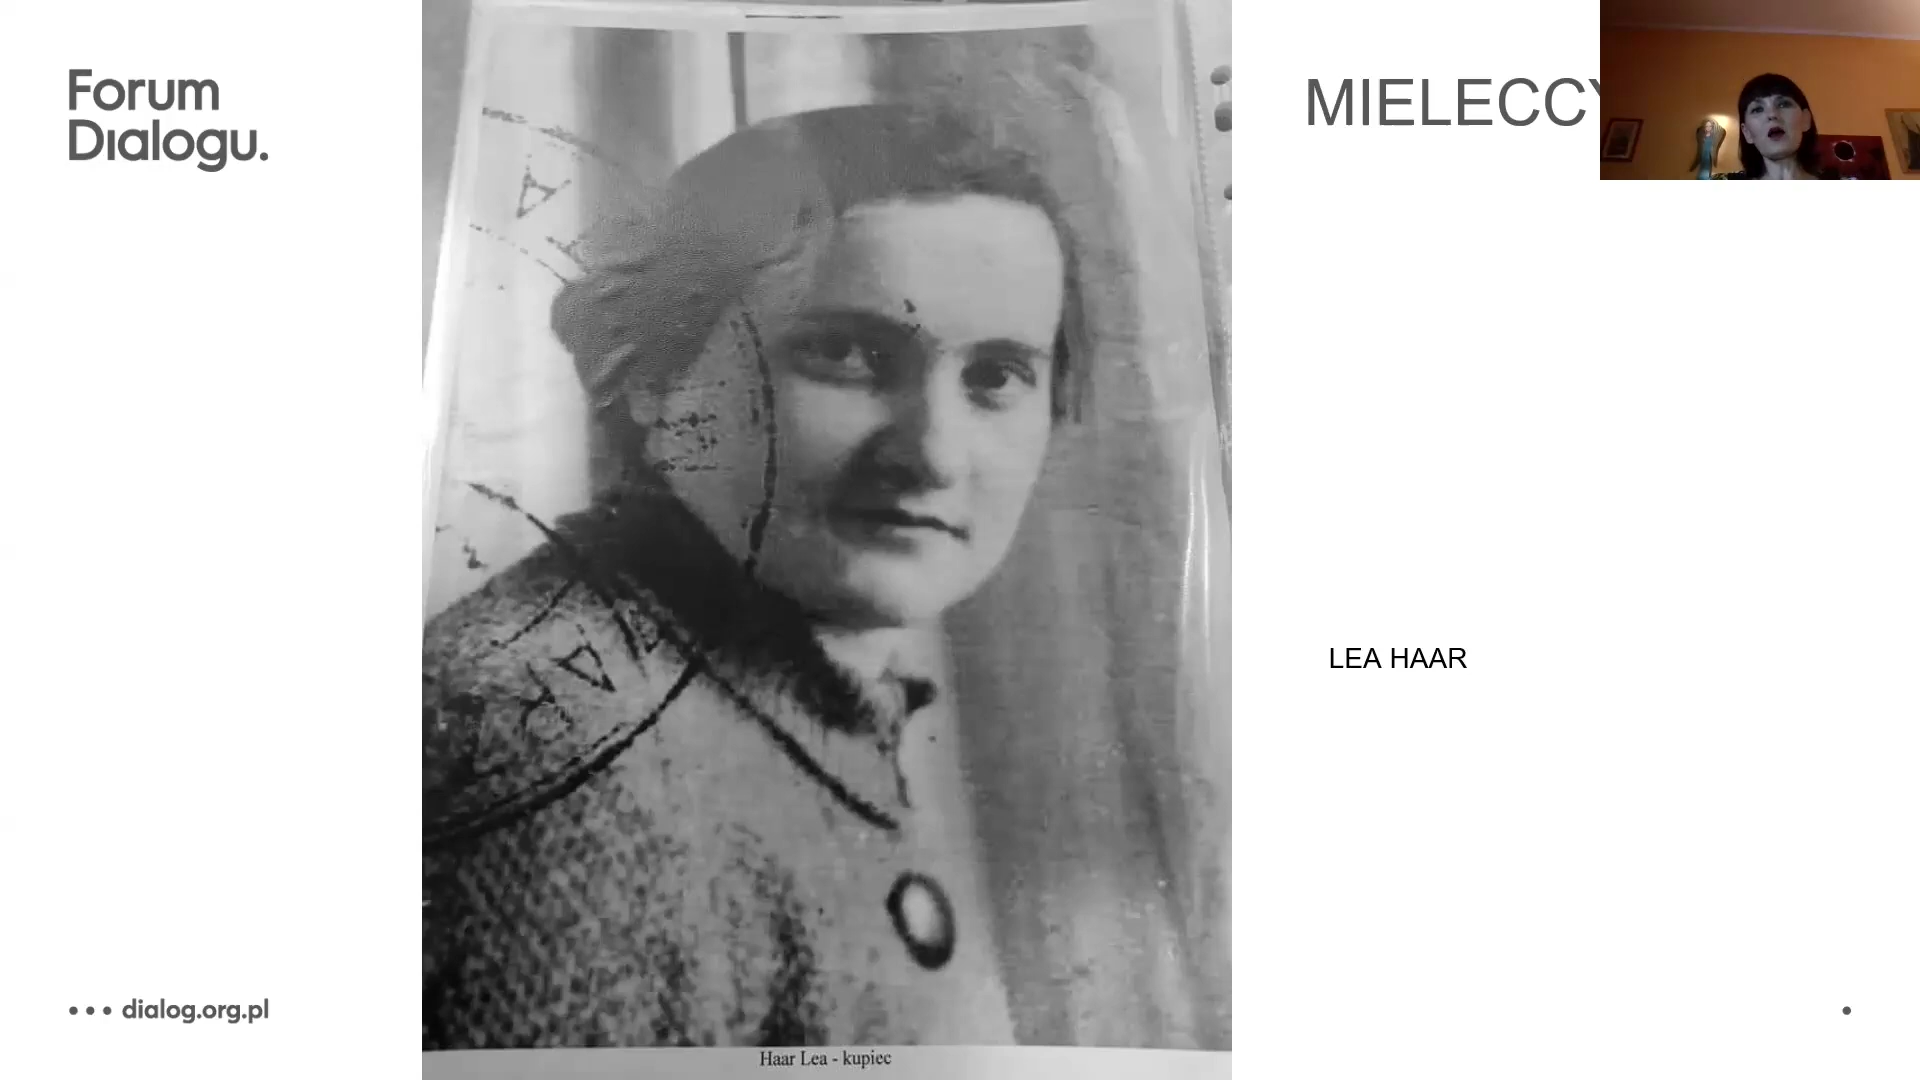 Forum
Dialogu.
MIELECCY
LEA HAAR
Haar Lea - kupiec
dialog.org.pl